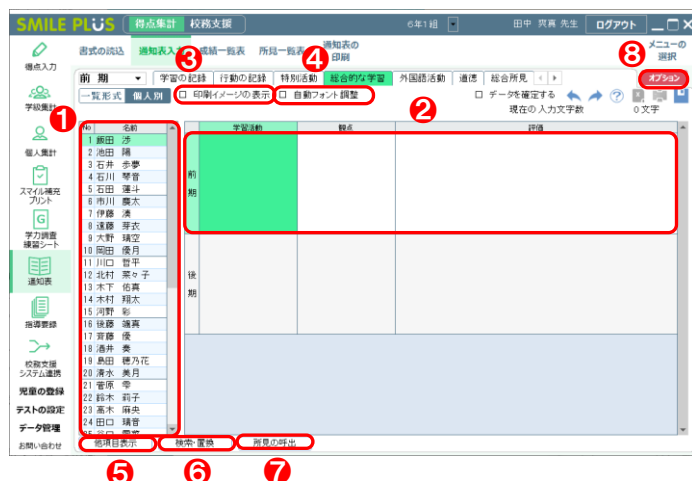 SMILE PLUS 得点集計 校務支援 6年1組 田中 爽真 先生 ログアウト
得点入力
書式の読込 通知表入力 成績一覧表 所見一覧表 通知表の印刷 メニューの選択
❸ ❹ ❽
前 期 学習の記録 行動の記録 特別活動 総合的な学習 外国語活動 道徳 総合所見 オプション
学級集計
一覧形式 個人別 印刷イメージの表示 自動フォント調整 データを確定する
❶ ❷ 現在の入力文字数 0文字
No 名前 学習活動 観点 評価
個人集計
スマイル補充プリント
学力調査練習シート
通知表
指導要録
校務支援システム連携
児童の登録
テストの設定
データ管理
お問い合わせ
1 飯田 渉
2 池田 陽
3 石井 歩夢
4 石川 琴音
5 石田 蓮斗
6 市川 慶太
7 伊藤 湊
8 遠藤 芽衣
9 大野 璃空
10 岡田 優月
11 川口 哲平
12 北村 菜々子
13 木下 佑真
14 木村 翔太
15 河野 彩
16 後藤 颯真
17 斉藤 優
18 酒井 奏
19 島田 穂乃花
20 清水 美月
21 菅原 雫
22 鈴木 莉子
23 高木 麻央
24 田口 璃音
前期
後期
他項目表示 検索・置換 所見の呼出
❺ ❻ ❼